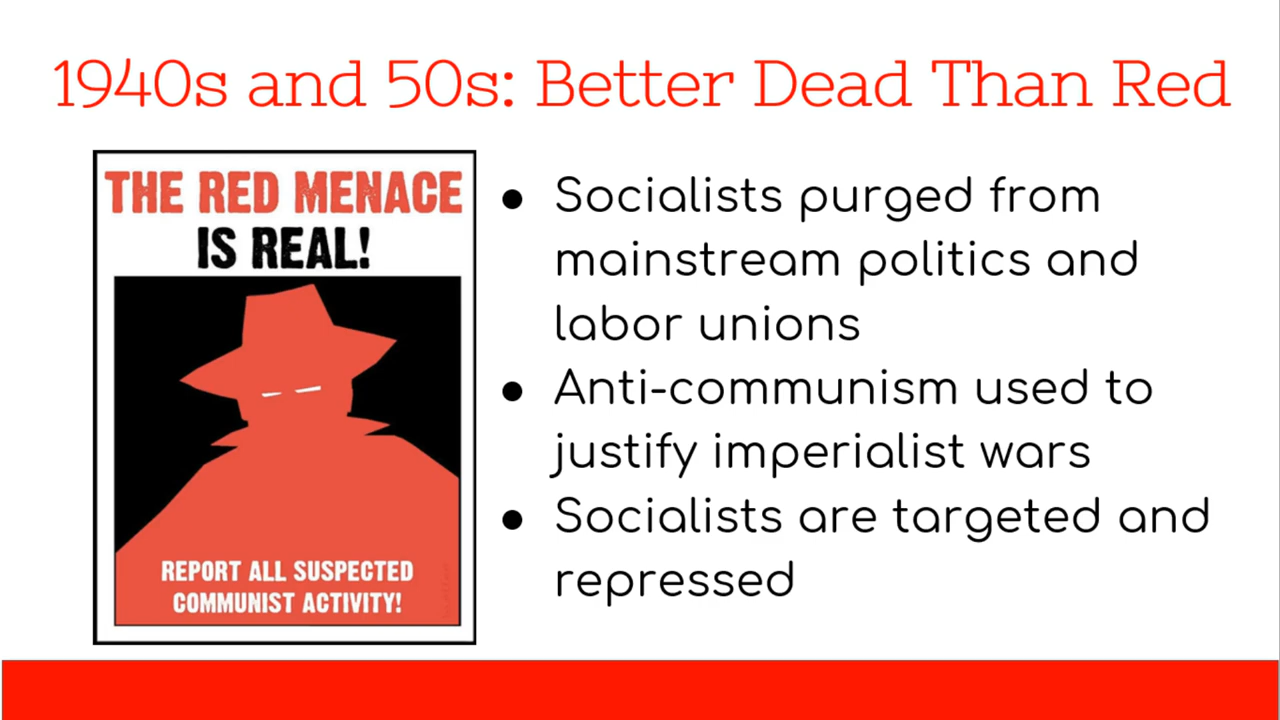 1940s and 50s: Better Dead Than Red
THE RED MENACE
IS REAL!
REPORT ALL SUSPECTED
COMMUNIST ACTIVITY!
● Socialists purged from
mainstream politics and
labor unions
● Anti-communism used to
justify imperialist wars
● Socialists are targeted and
repressed